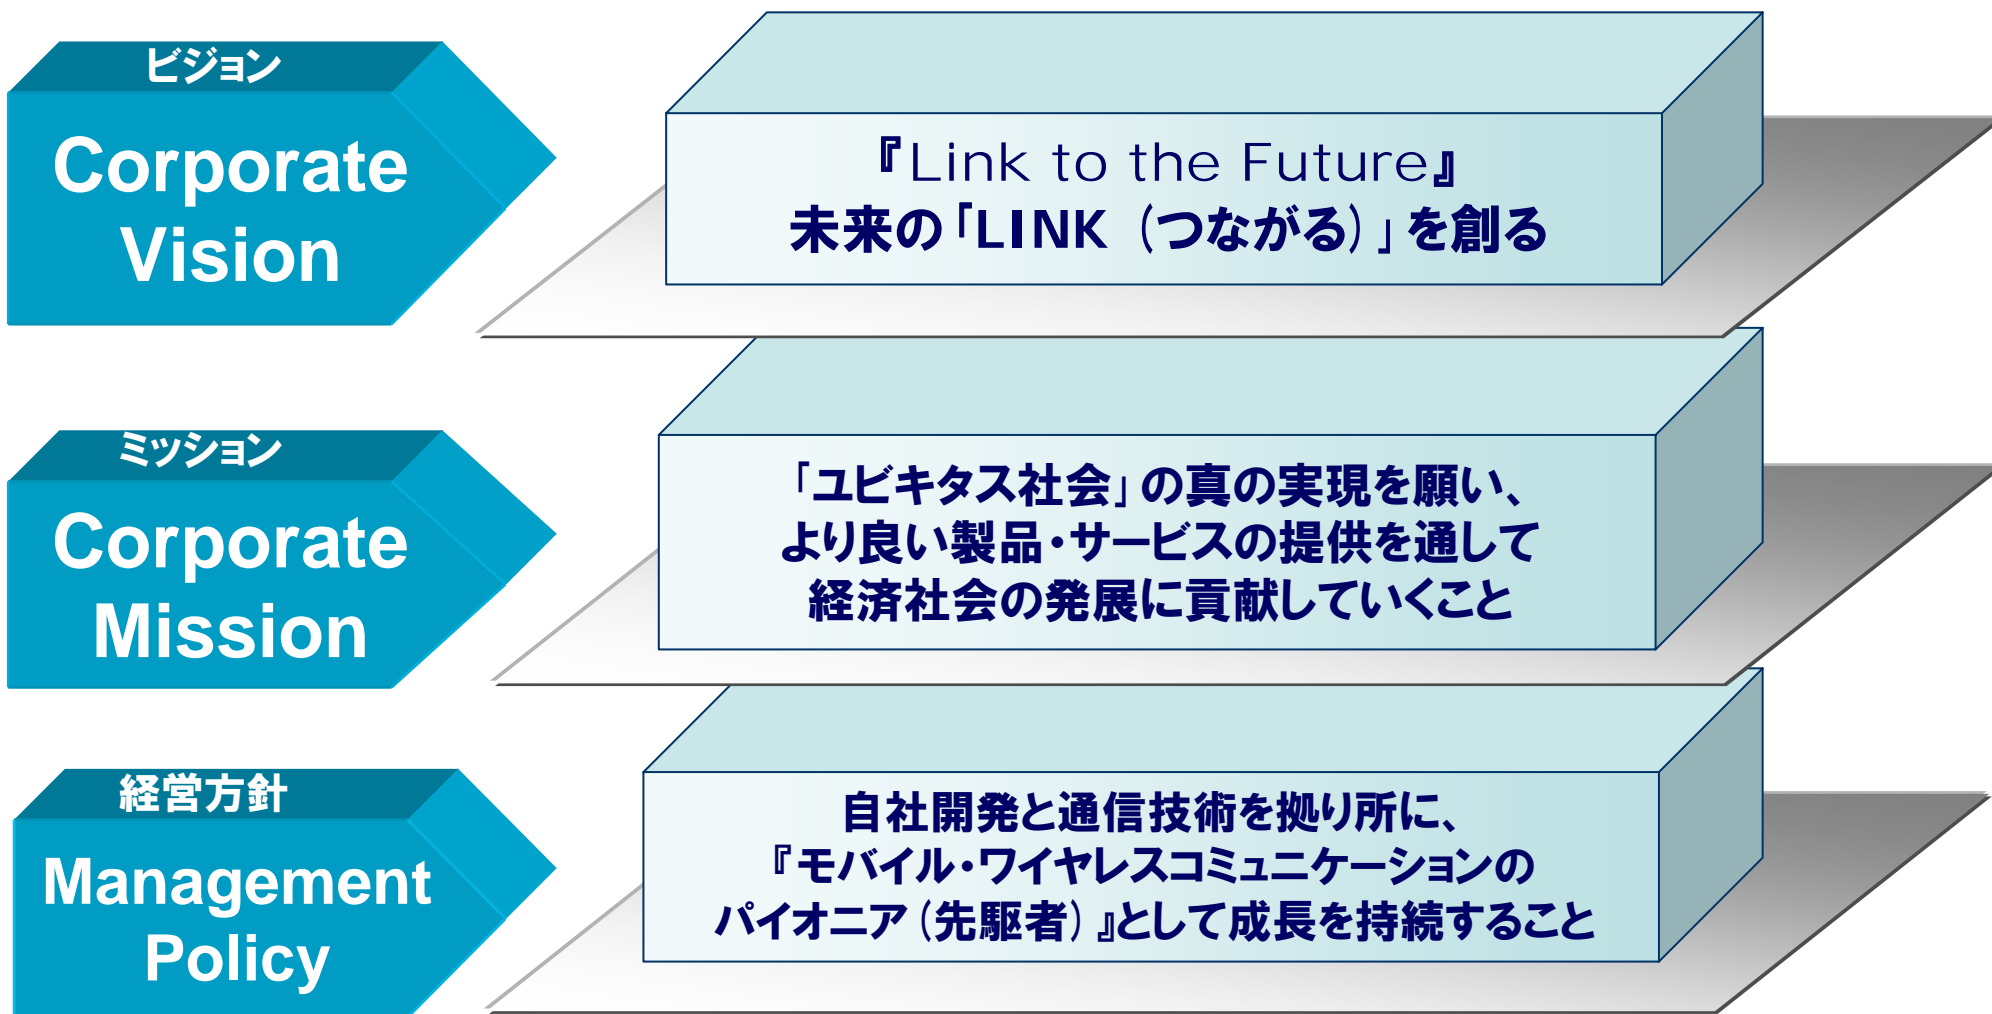 ビジョン
Corporate
Vision
『Link to the Future』
未来の「LINK（つながる）」を創る
ミッション
Corporate
Mission
「ユビキタス社会」の真の実現を願い、
より良い製品・サービスの提供を通して
経済社会の発展に貢献していくこと
経営方針
Management
Policy
自社開発と通信技術を拠り所に、
『モバイル・ワイヤレスコミュニケーションの
パイオニア（先駆者）』として成長を持続すること